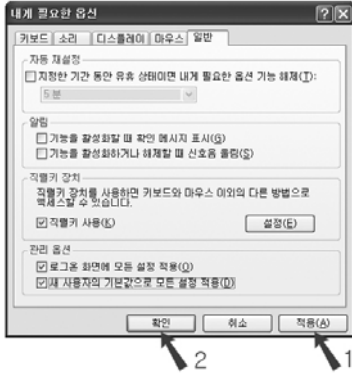 내게 필요한 옵션
키보드 소리 디스플레이 마우스 일반
자동 재설정
지정한 기간 동안 유휴 상태이면 내게 필요한 옵션 기능 해제(T):
5 분
알림
기능을 활성화할 때 확인 메시지 표시(G)
기능을 활성화하거나 해제할 때 신호음 울림(S)
직렬키 장치
직렬키 장치를 사용하면 키보드와 마우스 이외의 다른 방법으로
액세스할 수 있습니다.
직렬키 사용(K)
설정(E)
관리 옵션
로그온 화면에 모든 설정 적용(O)
새 사용자의 기본값으로 모든 설정 적용(D)
확인 취소 적용(A)
2 1